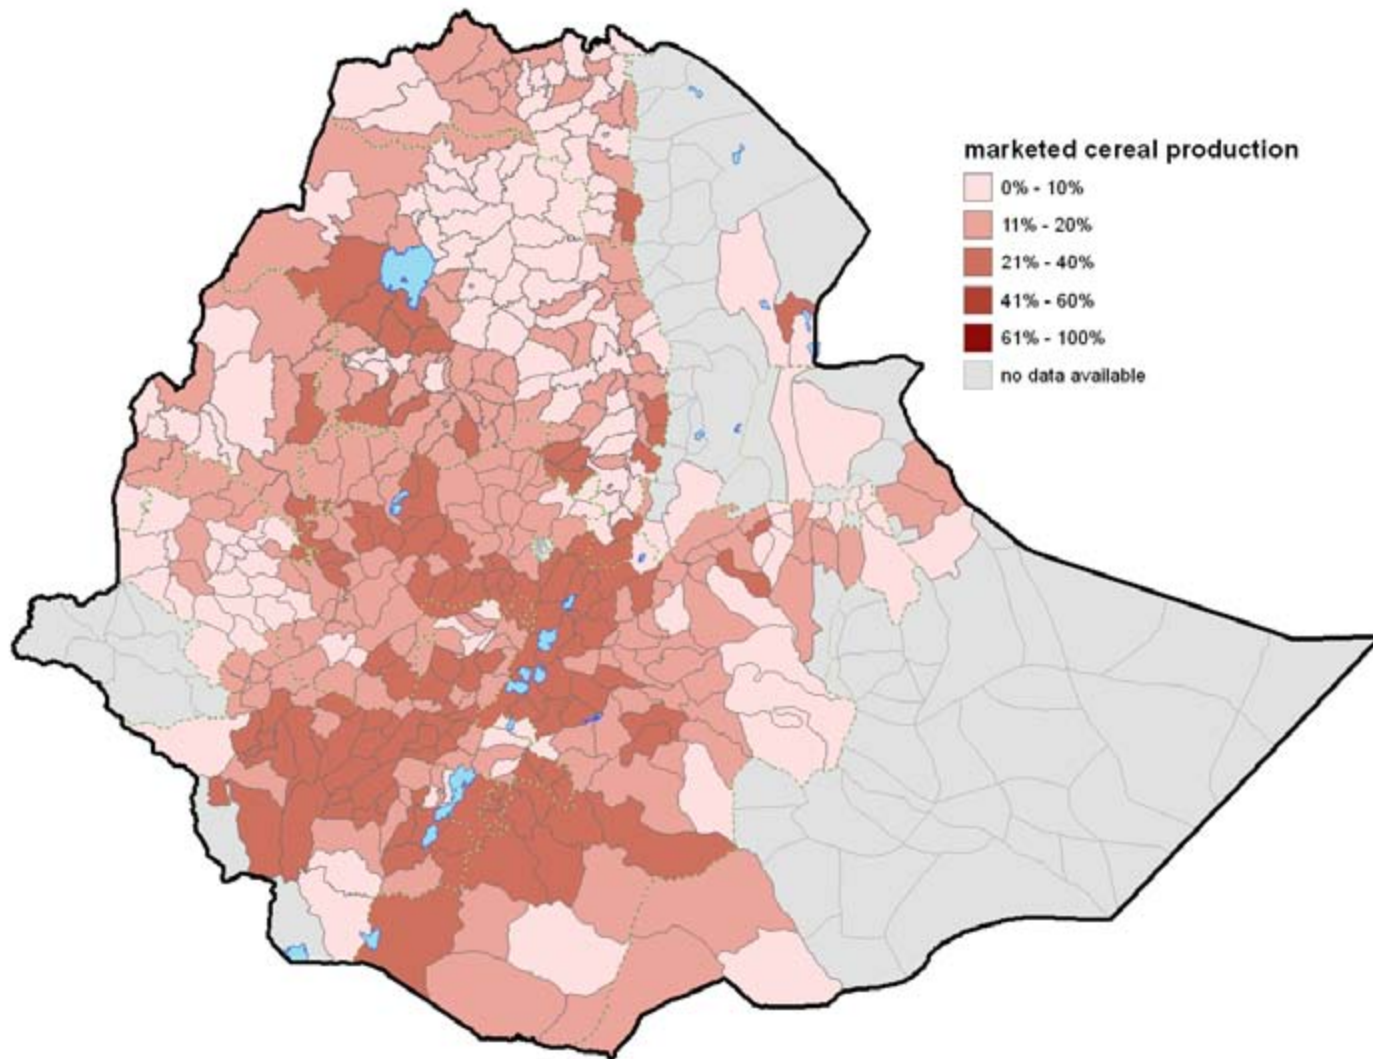 marketed cereal production
0% - 10%
11% - 20%
21% - 40%
41% - 60%
61% - 100%
no data available